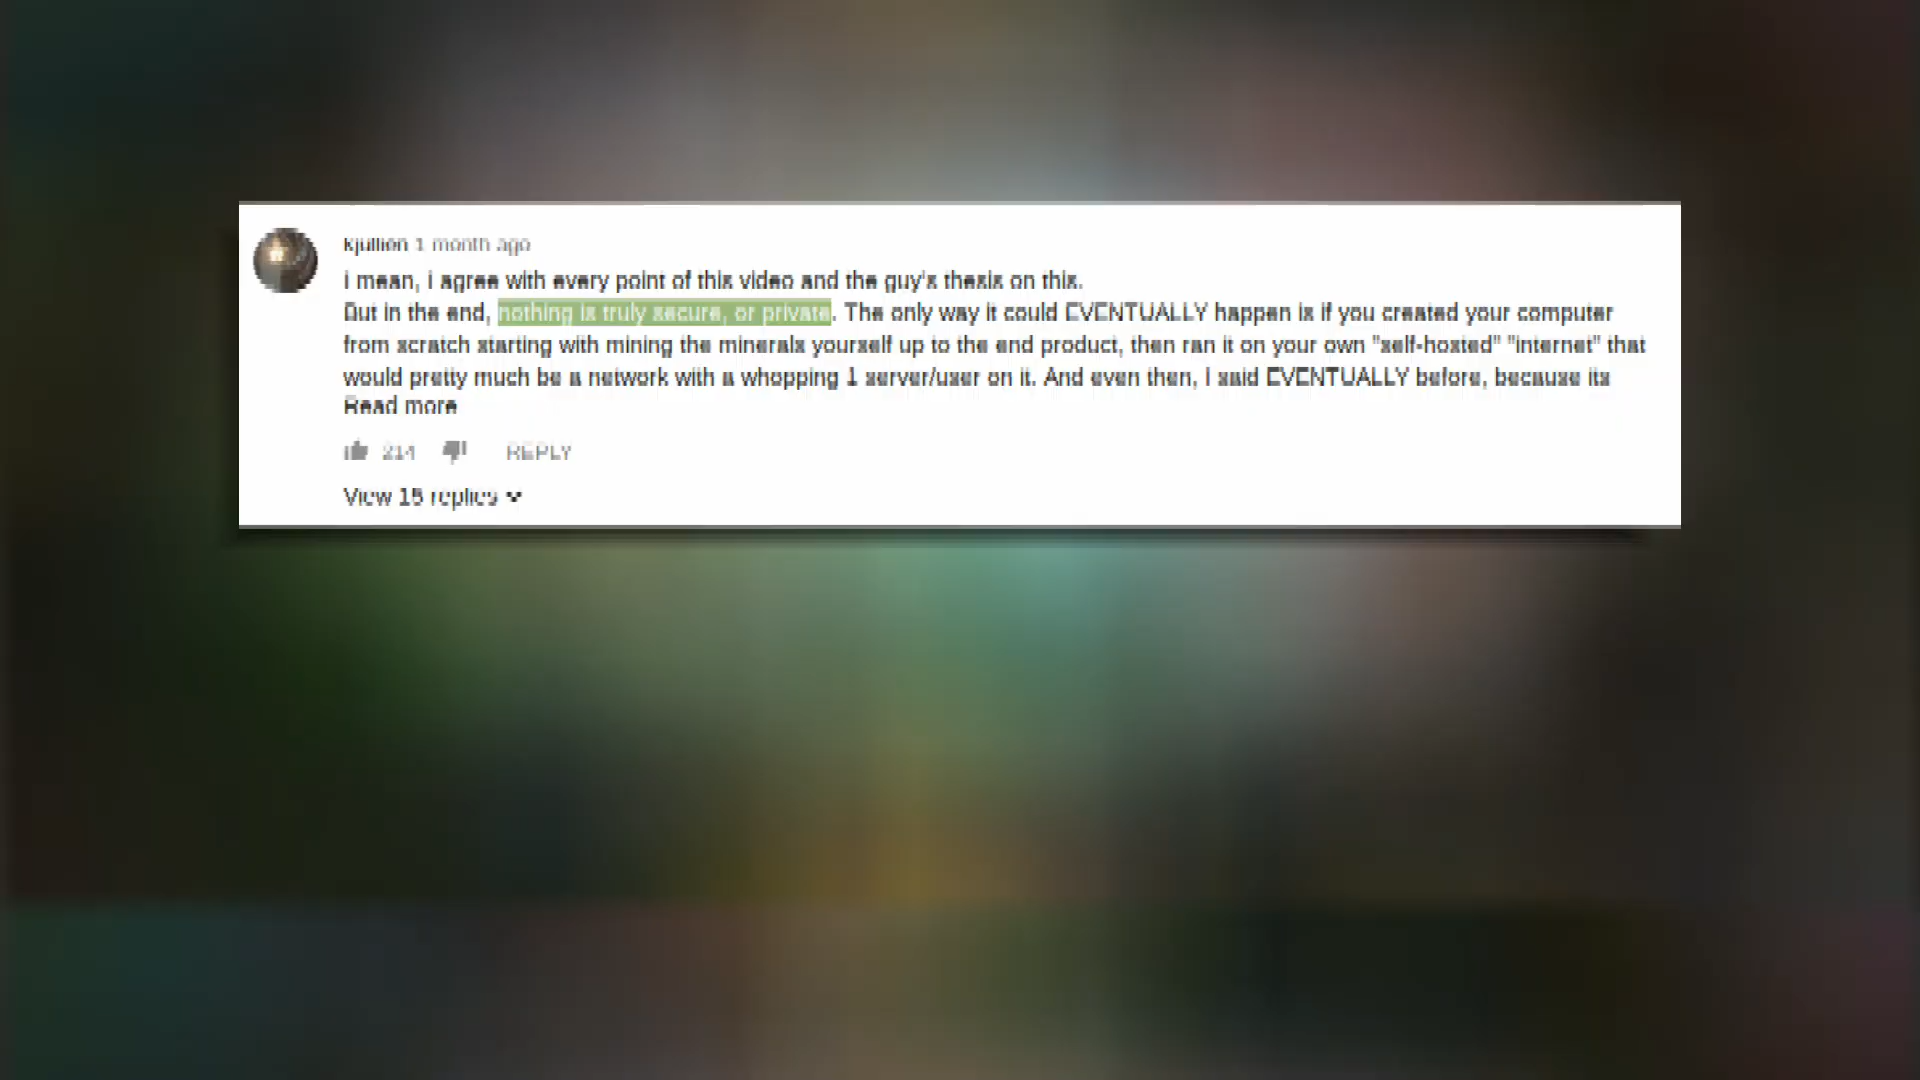 kjullien 1 month ago
I mean, I agree with every point of this video and the guy's thesis on this.
But in the end, nothing is truly secure, or private. The only way it could EVENTUALLY happen is if you created your computer
from scratch starting with mining the minerals yourself up to the end product, then ran it on your own "self-hosted" "internet" that
would pretty much be a network with a whopping 1 server/user on it. And even then, I said EVENTUALLY before, because its
Read more
214 REPLY
View 15 replies